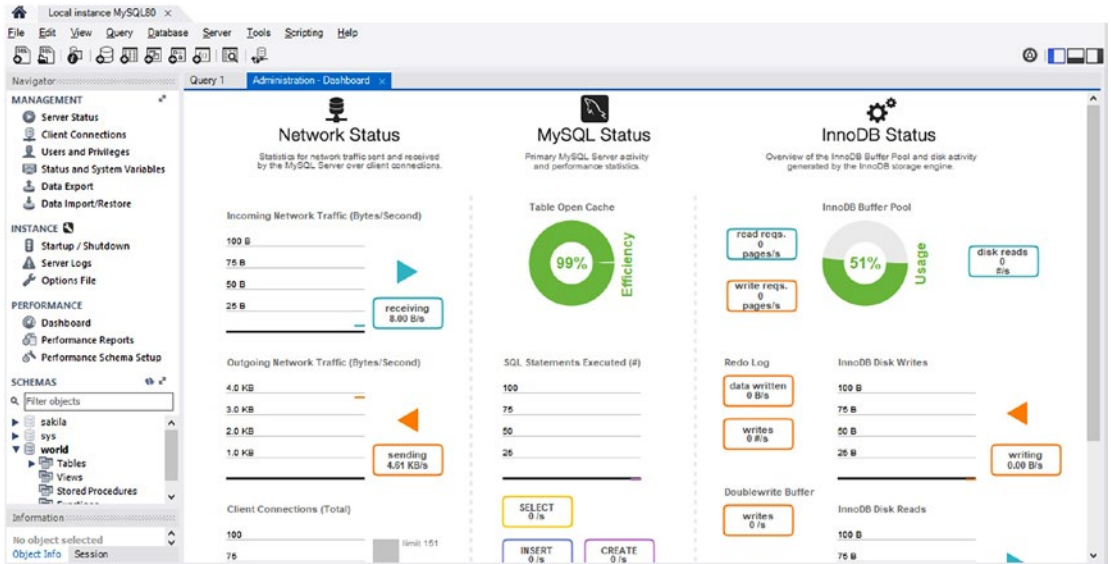 Local instance MySQL80 ×
File Edit View Query Database Server Tools Scripting Help
Navigator
MANAGEMENT
Server Status
Client Connections
Users and Privileges
Status and System Variables
Data Export
Data Import/Restore
INSTANCE
Startup / Shutdown
Server Logs
Options File
PERFORMANCE
Dashboard
Performance Reports
Performance Schema Setup
SCHEMAS
Filter objects
sakila
sys
world
Tables
Views
Stored Procedures
Functions
Information
No object selected
Object Info Session
Query 1 Administration - Dashboard ×
Network Status
Statistics for network traffic sent and received
by the MySQL Server over client connections.
Incoming Network Traffic (Bytes/Second)
100 B
75 B
50 B
25 B
receiving
8.00 B/s
Outgoing Network Traffic (Bytes/Second)
4.0 KB
3.0 KB
2.0 KB
1.0 KB
sending
4.61 KB/s
Client Connections (Total)
100
75
limit 151
MySQL Status
Primary MySQL Server activity
and performance statistics.
Table Open Cache
99%
Efficiency
SQL Statements Executed (#)
100
75
50
25
SELECT
0 /s
INSERT
0 /s
CREATE
0 /s
InnoDB Status
Overview of the InnoDB Buffer Pool and disk activity
generated by the InnoDB storage engine.
InnoDB Buffer Pool
read reqs.
0
pages/s
write reqs.
0
pages/s
51%
Usage
disk reads
0
#/s
Redo Log
data written
0 B/s
writes
0 #/s
Doublewrite Buffer
writes
0 /s
InnoDB Disk Writes
100 B
75 B
50 B
25 B
writing
0.00 B/s
InnoDB Disk Reads
100 B
75 B